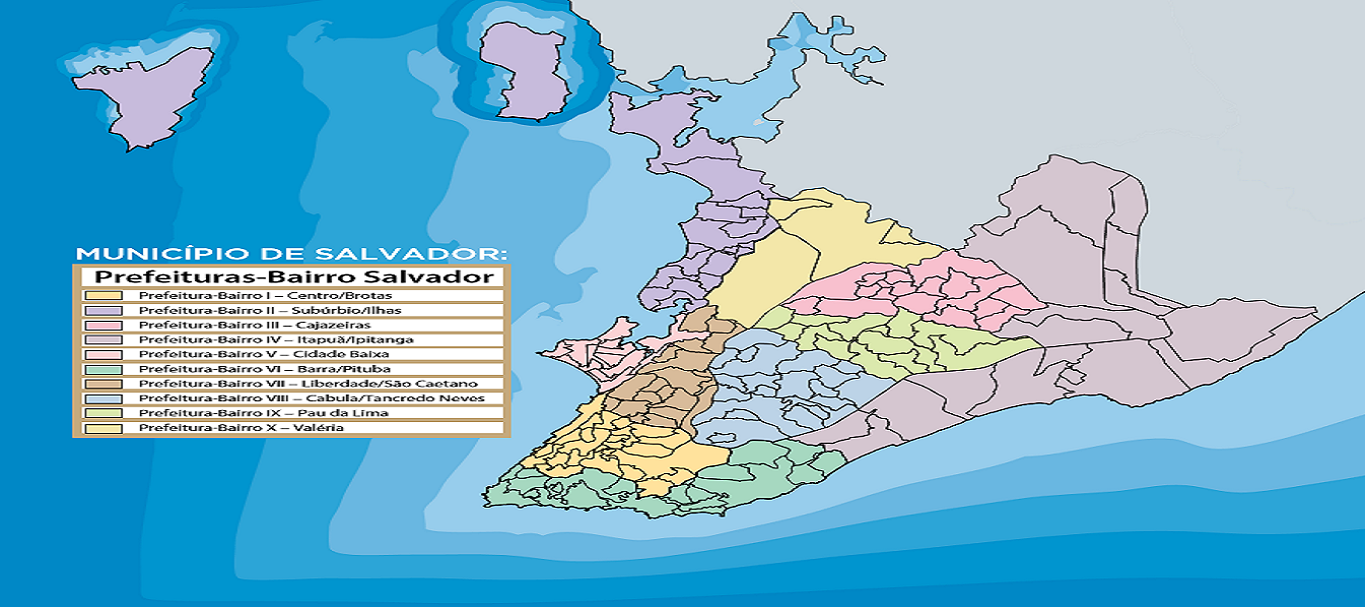 MUNICÍPIO DE SALVADOR:
Prefeituras-Bairro Salvador
Prefeitura-Bairro I – Centro/Brotas
Prefeitura-Bairro II – Subúrbio/Ilhas
Prefeitura-Bairro III – Cajazeiras
Prefeitura-Bairro IV – Itapuã/Ipitanga
Prefeitura-Bairro V – Cidade Baixa
Prefeitura-Bairro VI – Barra/Pituba
Prefeitura-Bairro VII – Liberdade/São Caetano
Prefeitura-Bairro VIII – Cabula/Tancredo Neves
Prefeitura-Bairro IX – Pau da Lima
Prefeitura-Bairro X – Valéria